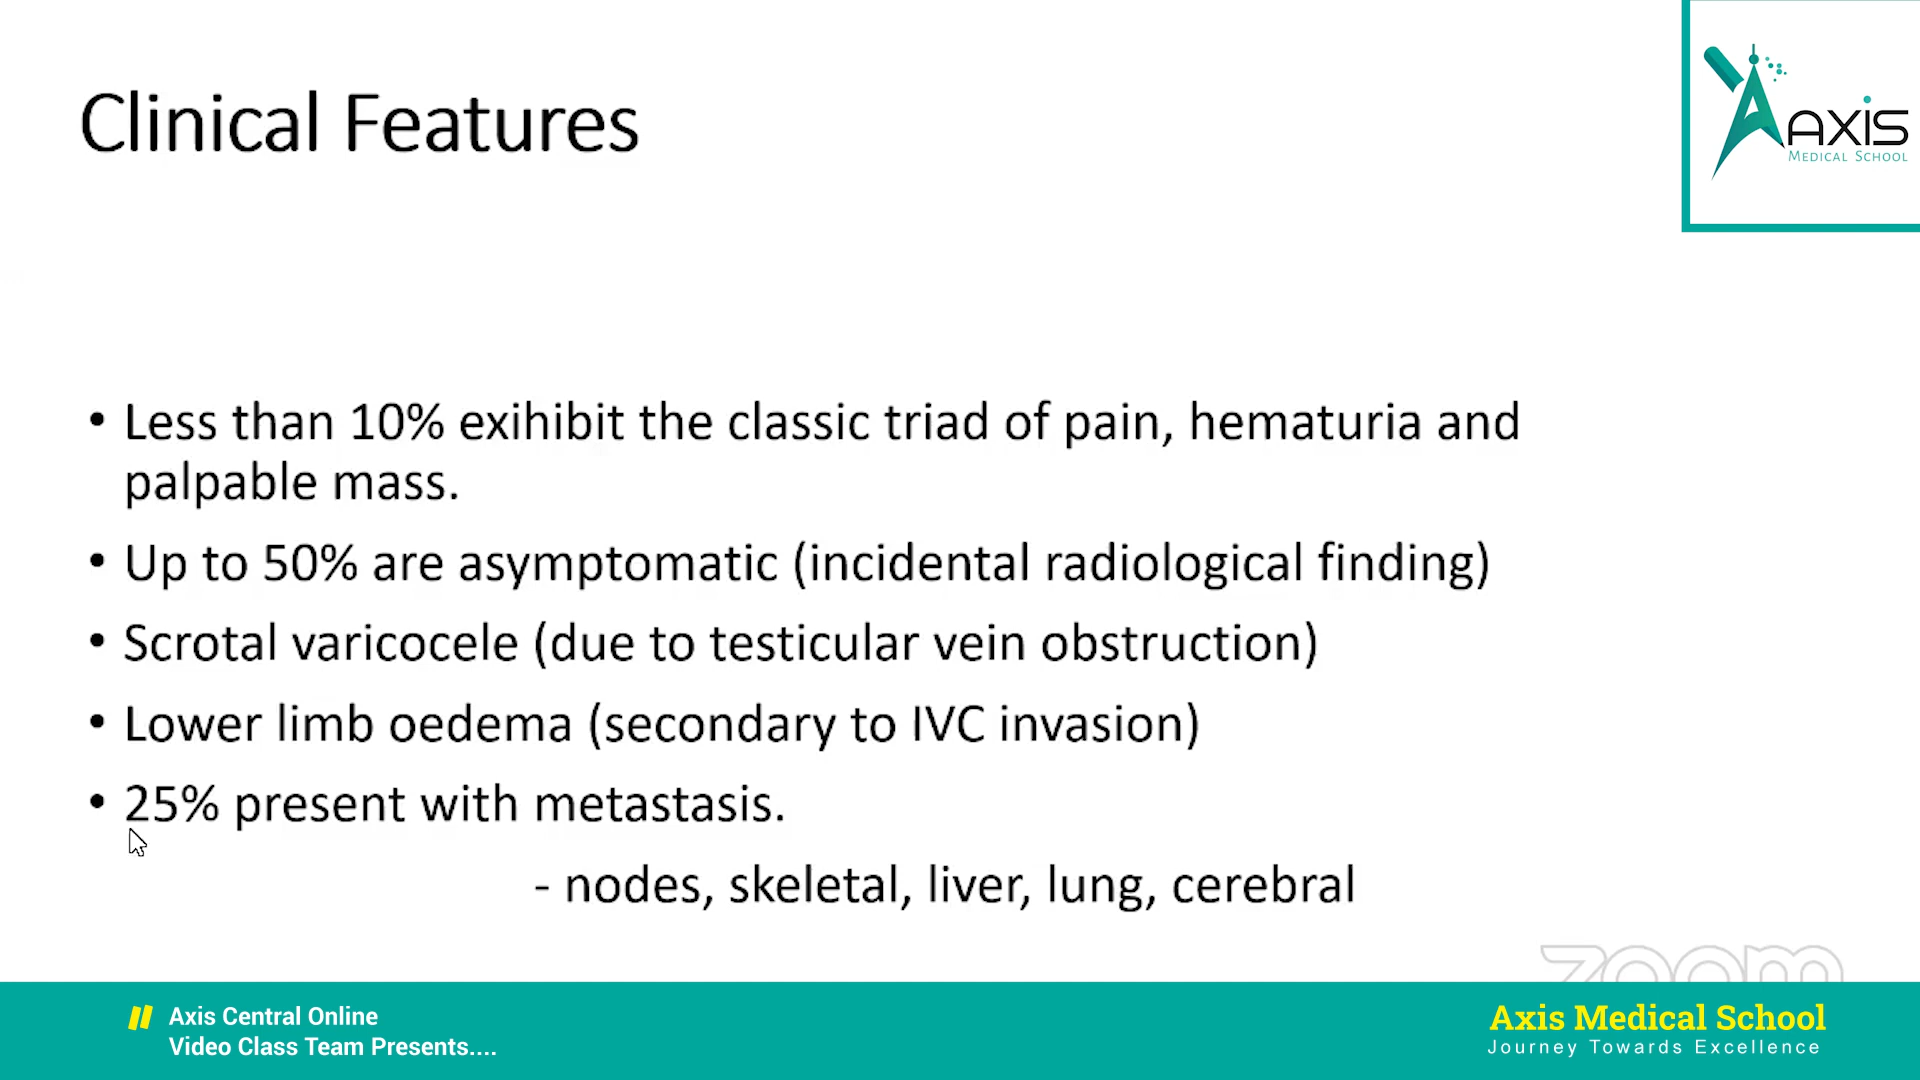 Clinical Features
AXIS
MEDICAL SCHOOL
• Less than 10% exihibit the classic triad of pain, hematuria and
palpable mass.
• Up to 50% are asymptomatic (incidental radiological finding)
• Scrotal varicocele (due to testicular vein obstruction)
• Lower limb oedema (secondary to IVC invasion)
• 25% present with metastasis.
- nodes, skeletal, liver, lung, cerebral
zoom
Axis Central Online
Video Class Team Presents....
Axis Medical School
Journey Towards Excellence